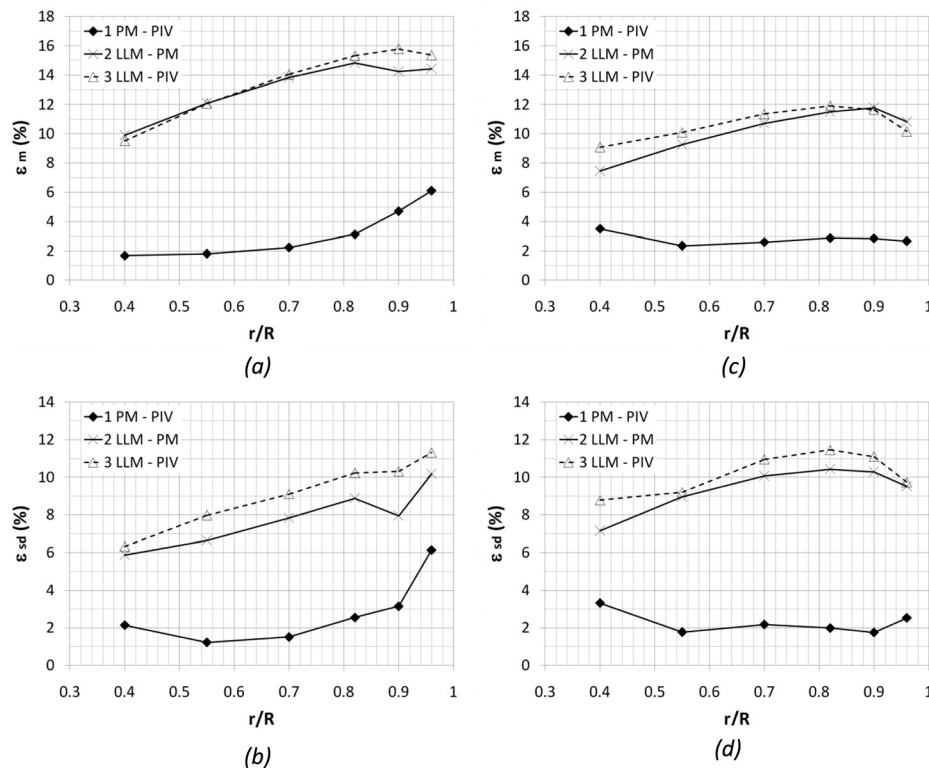 18
16
14
12
10
8
6
4
2
0
ε m (%)
1 PM - PIV
2 LLM - PM
3 LLM - PIV
0.3 0.4 0.5 0.6 0.7 0.8 0.9 1
r/R
(a)
18
16
14
12
10
8
6
4
2
0
ε m (%)
1 PM - PIV
2 LLM - PM
3 LLM - PIV
0.3 0.4 0.5 0.6 0.7 0.8 0.9 1
r/R
(c)
14
12
10
8
6
4
2
0
ε sd (%)
1 PM - PIV
2 LLM - PM
3 LLM - PIV
0.3 0.4 0.5 0.6 0.7 0.8 0.9 1
r/R
(b)
14
12
10
8
6
4
2
0
ε sd (%)
1 PM - PIV
2 LLM - PM
3 LLM - PIV
0.3 0.4 0.5 0.6 0.7 0.8 0.9 1
r/R
(d)